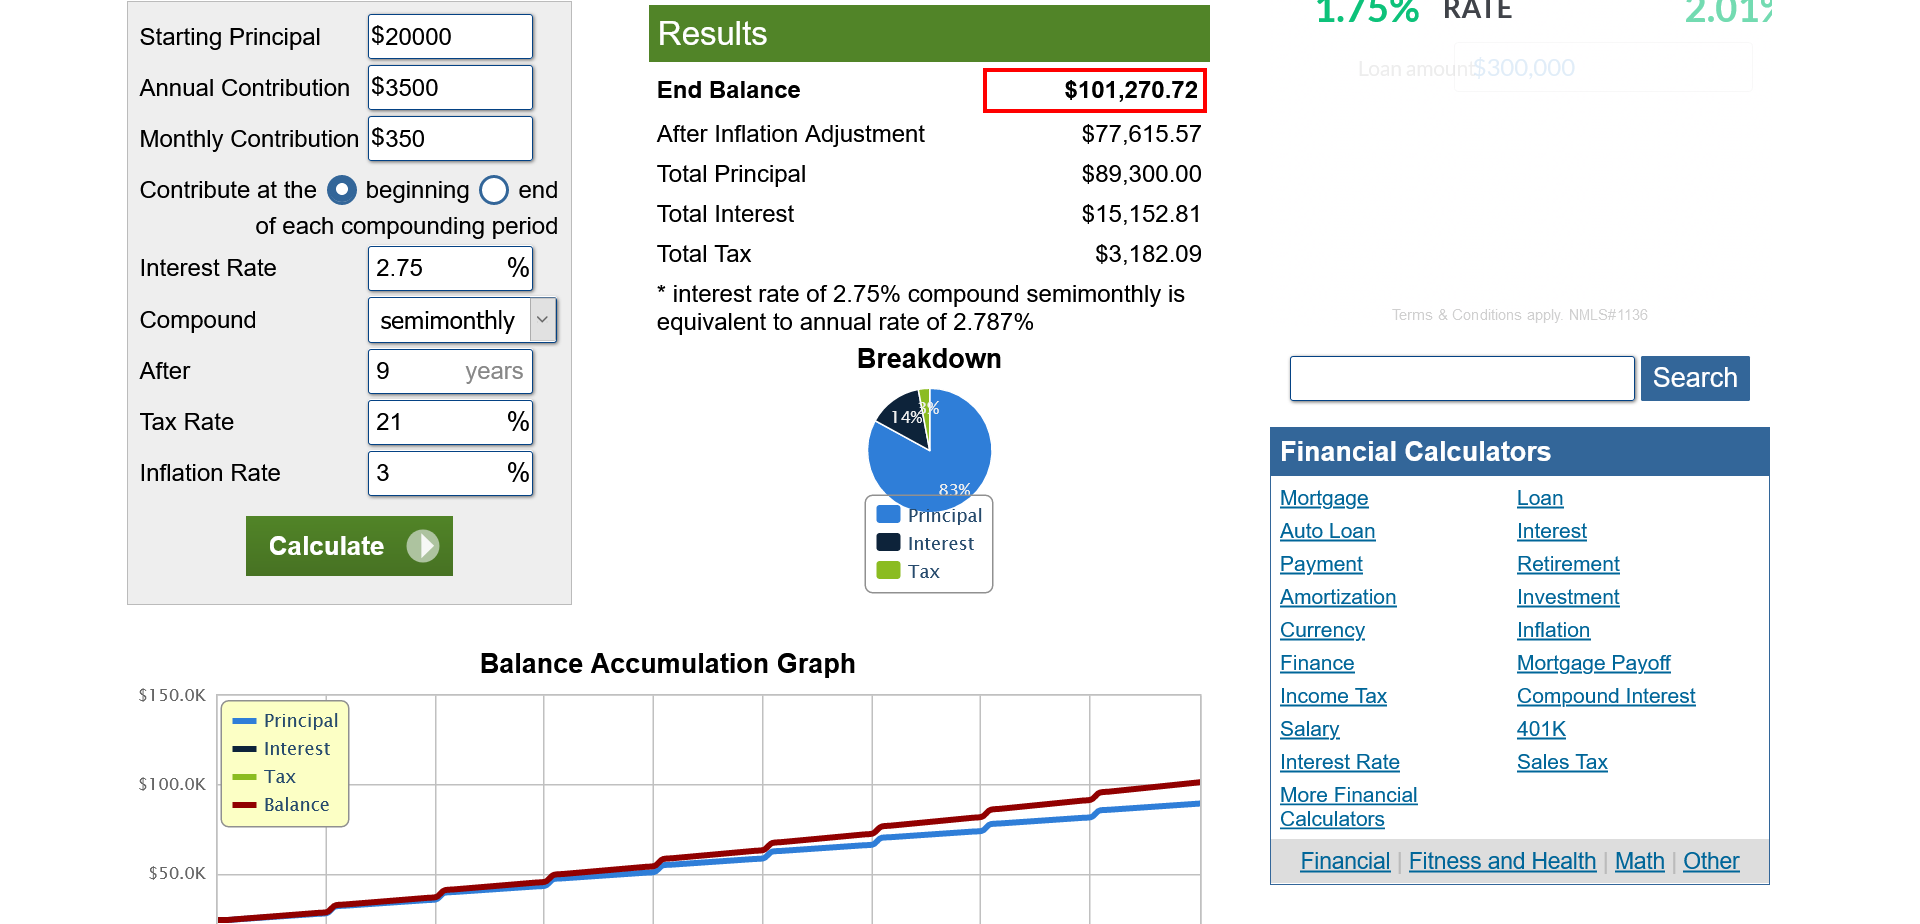 Starting Principal $20000
Annual Contribution $3500
Monthly Contribution $350
Contribute at the beginning end
of each compounding period
Interest Rate 2.75 %
Compound semimonthly
After 9 years
Tax Rate 21 %
Inflation Rate 3 %
Calculate
Results
End Balance $101,270.72
After Inflation Adjustment $77,615.57
Total Principal $89,300.00
Total Interest $15,152.81
Total Tax $3,182.09
* interest rate of 2.75% compound semimonthly is
equivalent to annual rate of 2.787%
Breakdown
3%
14%
83%
Principal
Interest
Tax
Balance Accumulation Graph
$150.0K
$100.0K
$50.0K
Principal
Interest
Tax
Balance
1.75% RATE 2.01%
Loan amount $300,000
Terms & Conditions apply. NMLS#1136
Search
Financial Calculators
Mortgage Loan
Auto Loan Interest
Payment Retirement
Amortization Investment
Currency Inflation
Finance Mortgage Payoff
Income Tax Compound Interest
Salary 401K
Interest Rate Sales Tax
More Financial
Calculators
Financial | Fitness and Health | Math | Other